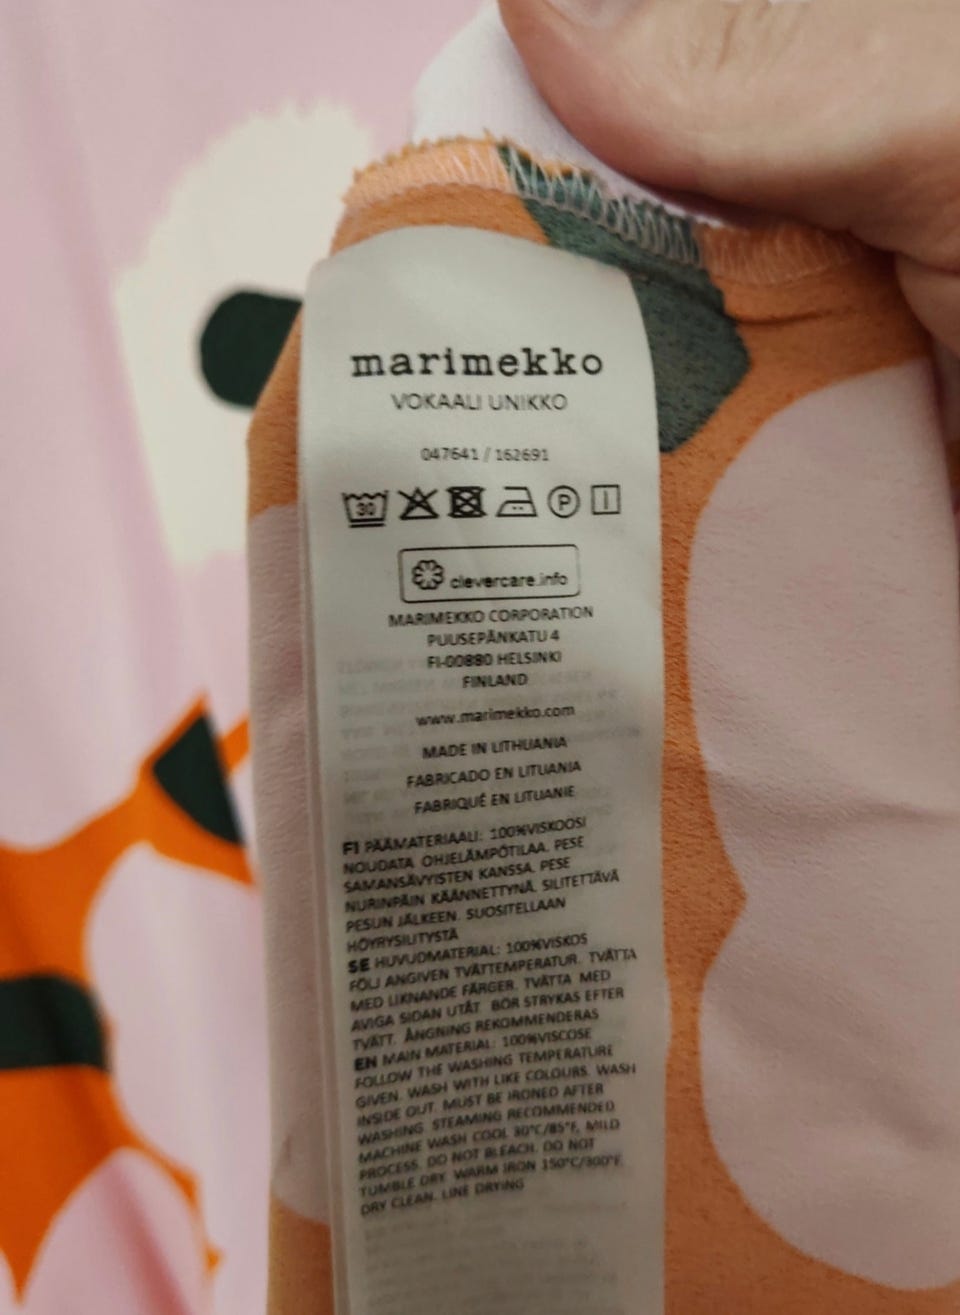 marimekko
VOKAALI UNIKKO
047641 / 162691
30 P
clevercare.info
MARIMEKKO CORPORATION
PUUSEPÄNKATU 4
FI-00880 HELSINKI
FINLAND
www.marimekko.com
MADE IN LITHUANIA
FABRICADO EN LITUANIA
FABRIQUÉ EN LITUANIE
FI PÄÄMATERIAALI: 100%VISKOOSI
NOUDATA OHJELÄMPÖTILAA. PESE
SAMANSÄVYISTEN KANSSA. PESE
NURINPÄIN KÄÄNNETTYNÄ. SILITETTÄVÄ
PESUN JÄLKEEN. SUOSITELLAAN
HÖYRYSILITYSTÄ
SE HUVUDMATERIAL: 100%VISKOS
FÖLJ ANGIVEN TVÄTTEMPERATUR. TVÄTTA
MED LIKNANDE FÄRGER. TVÄTTA MED
AVIGA SIDAN UTÅT BÖR STRYKAS EFTER
TVÄTT. ÅNGNING REKOMMENDERAS
EN MAIN MATERIAL: 100%VISCOSE
FOLLOW THE WASHING TEMPERATURE
GIVEN. WASH WITH LIKE COLOURS. WASH
INSIDE OUT. MUST BE IRONED AFTER
WASHING. STEAMING RECOMMENDED
MACHINE WASH COOL 30°C/85°F, MILD
PROCESS. DO NOT BLEACH. DO NOT
TUMBLE DRY. WARM IRON 150°C/300°F.
DRY CLEAN. LINE DRYING